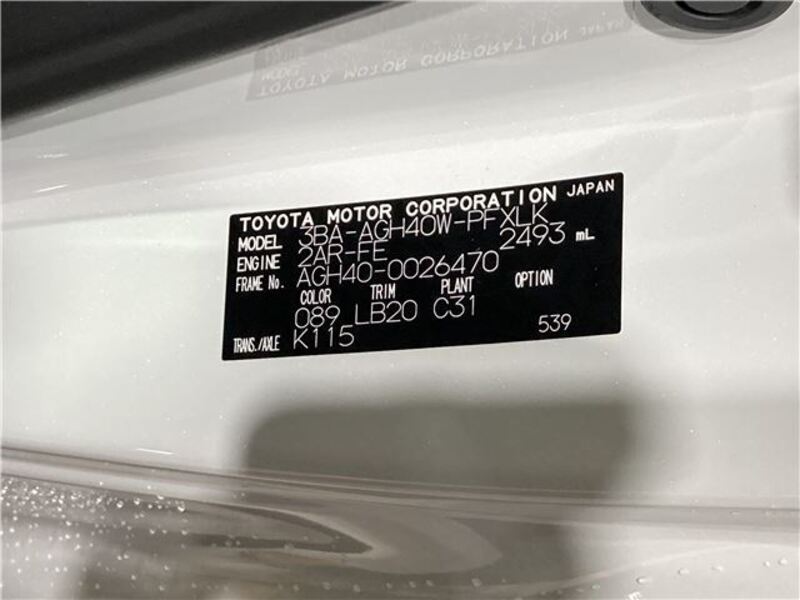 TOYOTA MOTOR CORPORATION JAPAN
MODEL 3BA-AGH40W-PFXLK
ENGINE 2AR-FE 2493 mL
FRAME No. AGH40-0026470
COLOR TRIM PLANT OPTION
089 LB20 C31
TRANS./AXLE K115 539